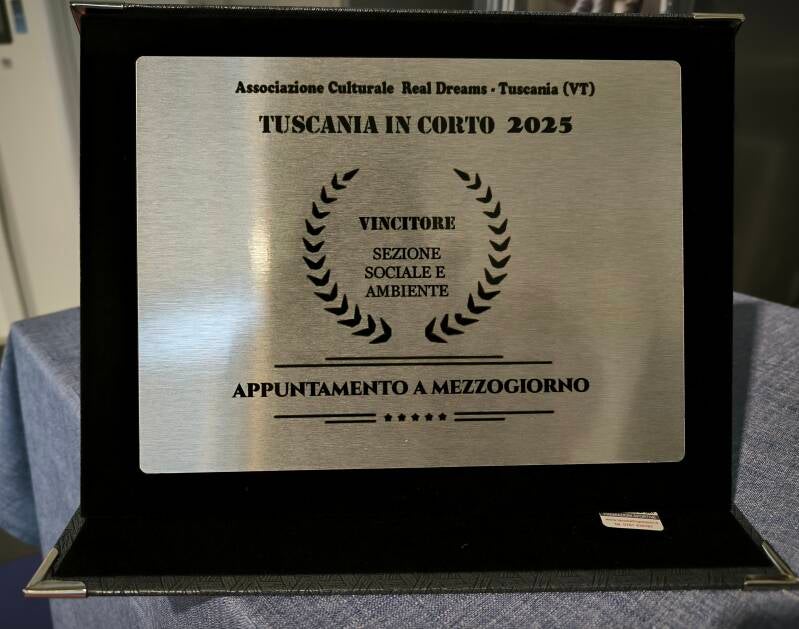 Associazione Culturale Real Dreams - Tuscania (VT)
TUSCANIA IN CORTO 2025
VINCITORE
SEZIONE
SOCIALE E
AMBIENTE
APPUNTAMENTO A MEZZOGIORNO